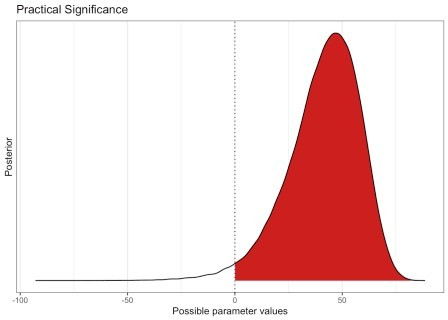 Practical Significance
Posterior
-100
-50
0
50
Possible parameter values